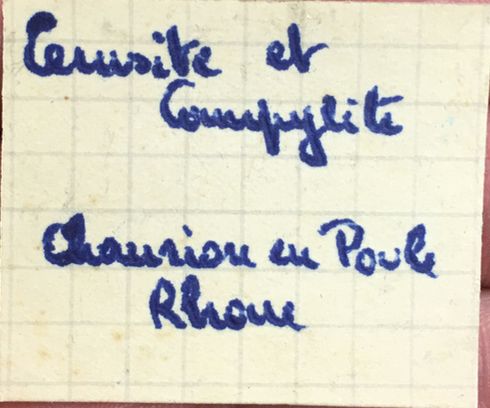 Cerusite et
Campylite
Chaurion en Poule
Rhone